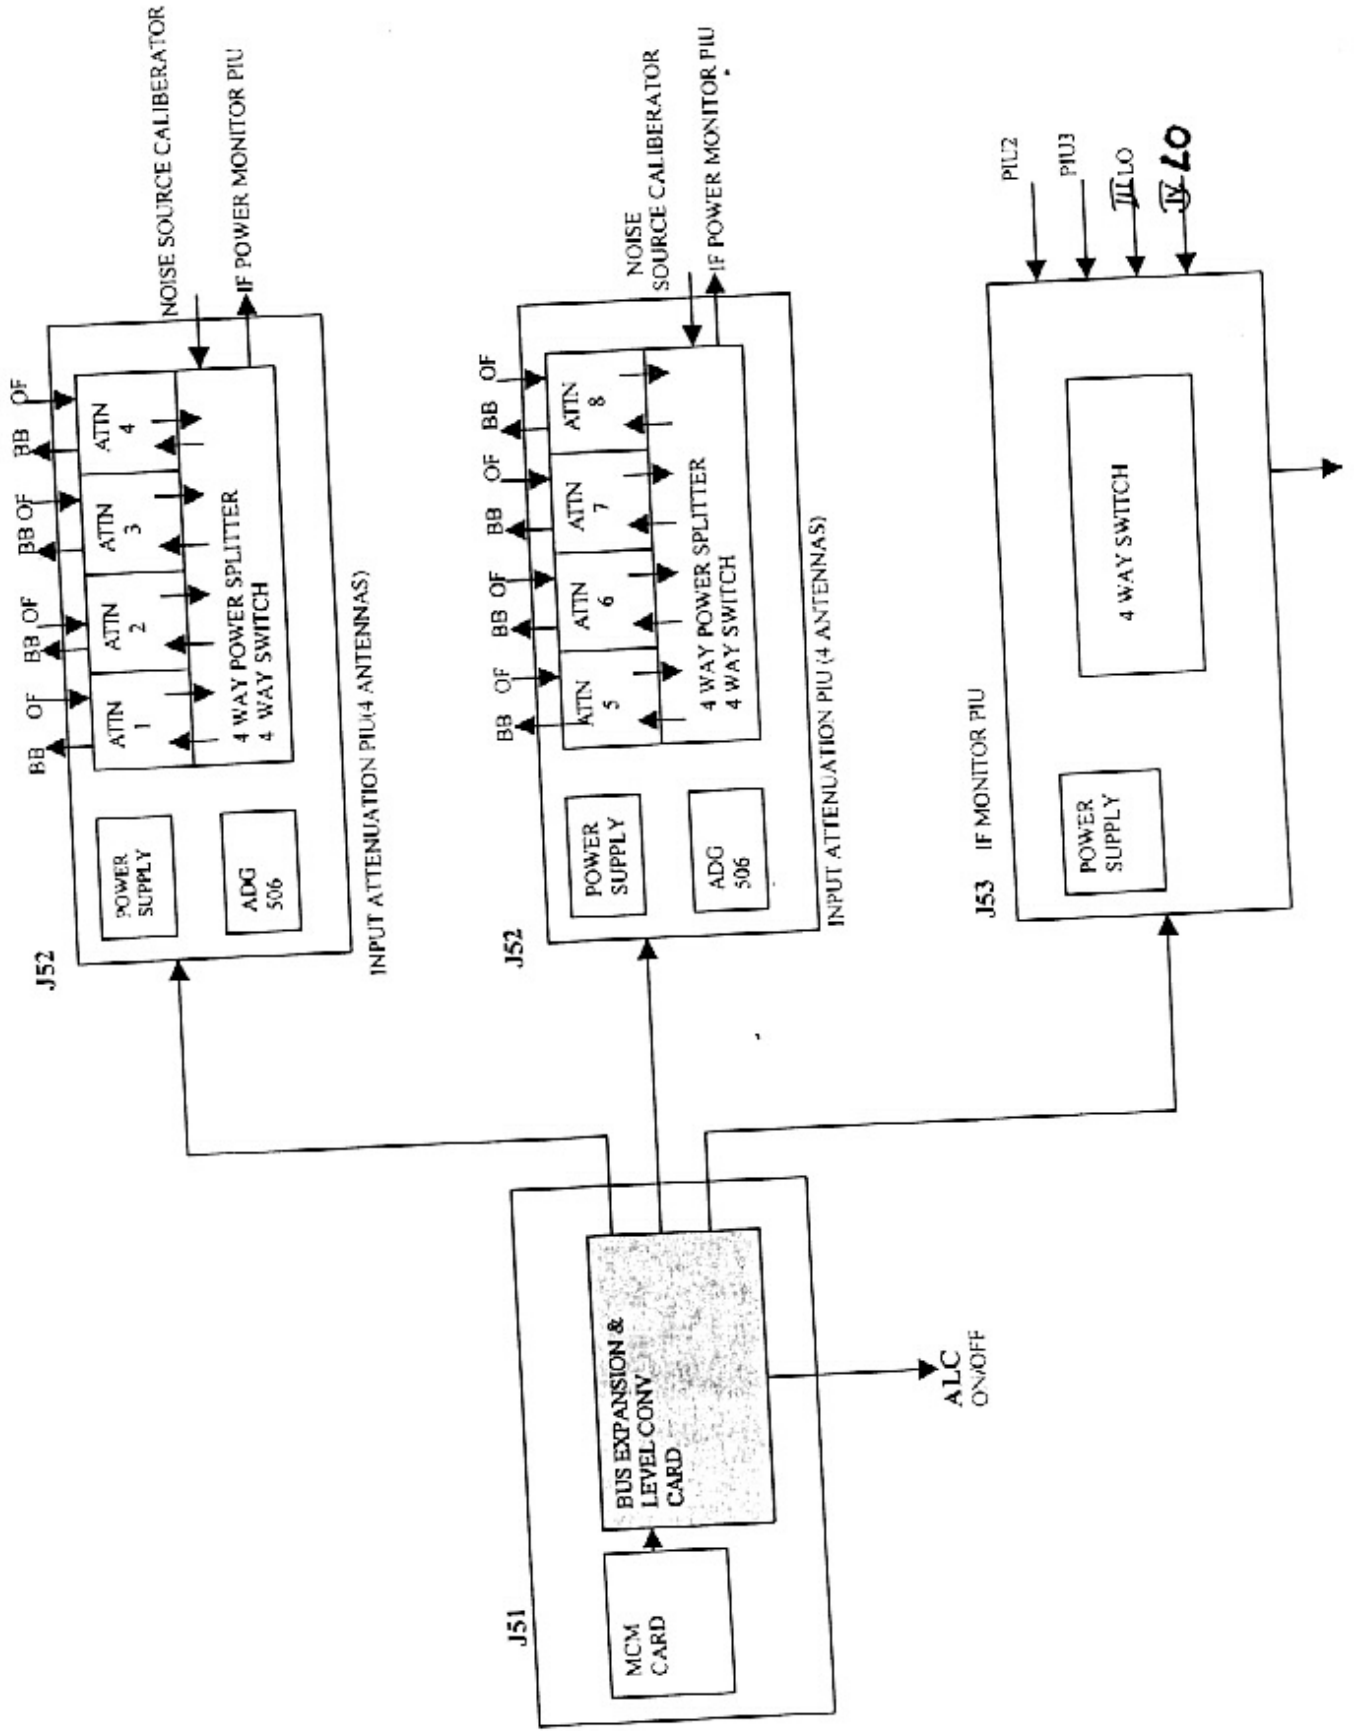 J51
MCM
CARD
BUS EXPANSION &
LEVEL CONV
CARD
ALC
ON/OFF
J52
POWER
SUPPLY
ADG
506
BB
OF
BB
OF
BB
OF
BB
OF
ATTN
1
ATTN
2
ATTN
3
ATTN
4
4 WAY POWER SPLITTER
4 WAY SWITCH
NOISE SOURCE CALIBERATOR
IF POWER MONITOR PIU
INPUT ATTENUATION PIU(4 ANTENNAS)
J52
POWER
SUPPLY
ADG
506
BB
OF
BB
OF
BB
OF
BB
OF
ATTN
5
ATTN
6
ATTN
7
ATTN
8
4 WAY POWER SPLITTER
4 WAY SWITCH
NOISE
SOURCE CALIBERATOR
IF POWER MONITOR PIU
INPUT ATTENUATION PIU (4 ANTENNAS)
J53 IF MONITOR PIU
POWER
SUPPLY
4 WAY SWITCH
PIU2
PIU3
III LO
IV LO